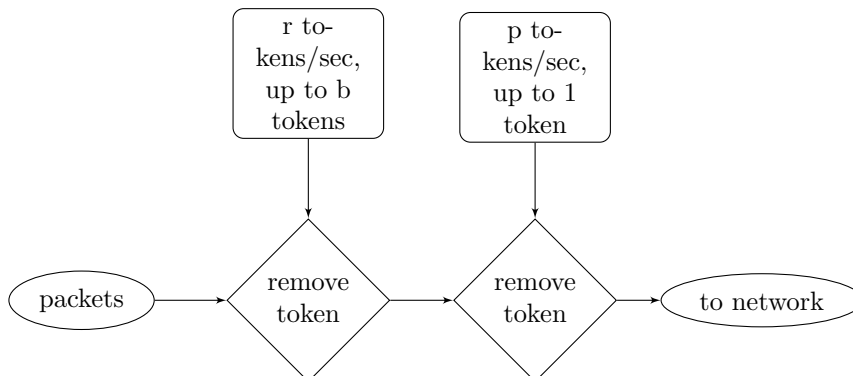 r to-
kens/sec,
up to b
tokens
p to-
kens/sec,
up to 1
token
packets
remove
token
remove
token
to network